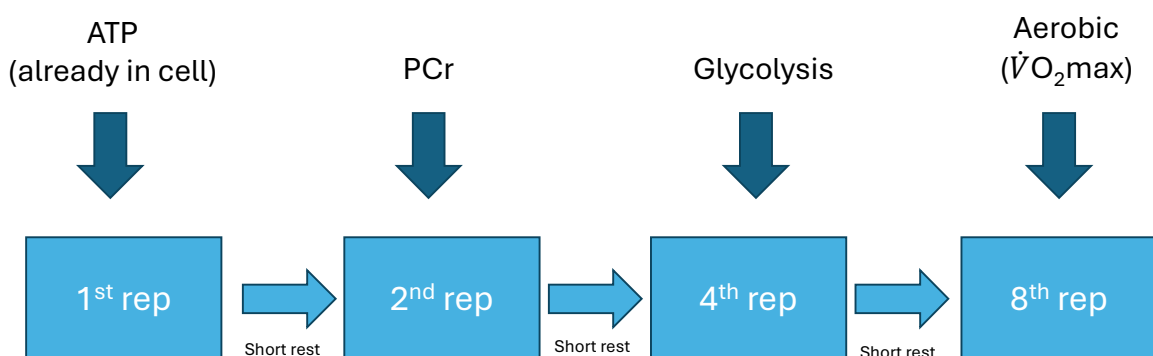 ATP
(already in cell)
PCr
Glycolysis
Aerobic
(V̇O₂max)
1ˢᵗ rep
2ⁿᵈ rep
4ᵗʰ rep
8ᵗʰ rep
Short rest
Short rest
Short rest